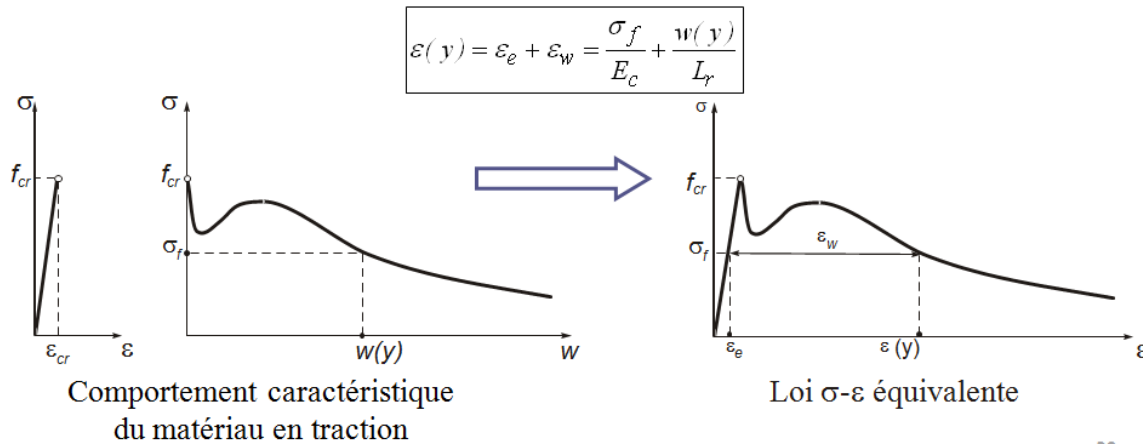 ε(y) = ε_e + ε_w = σ_f/E_c + w(y)/L_r
σ
f_cr
ε_cr
ε
σ
f_cr
σ_f
w(y)
w
σ
f_cr
σ_f
ε_w
ε_e
ε(y)
ε
Comportement caractéristique
du matériau en traction
Loi σ-ε équivalente